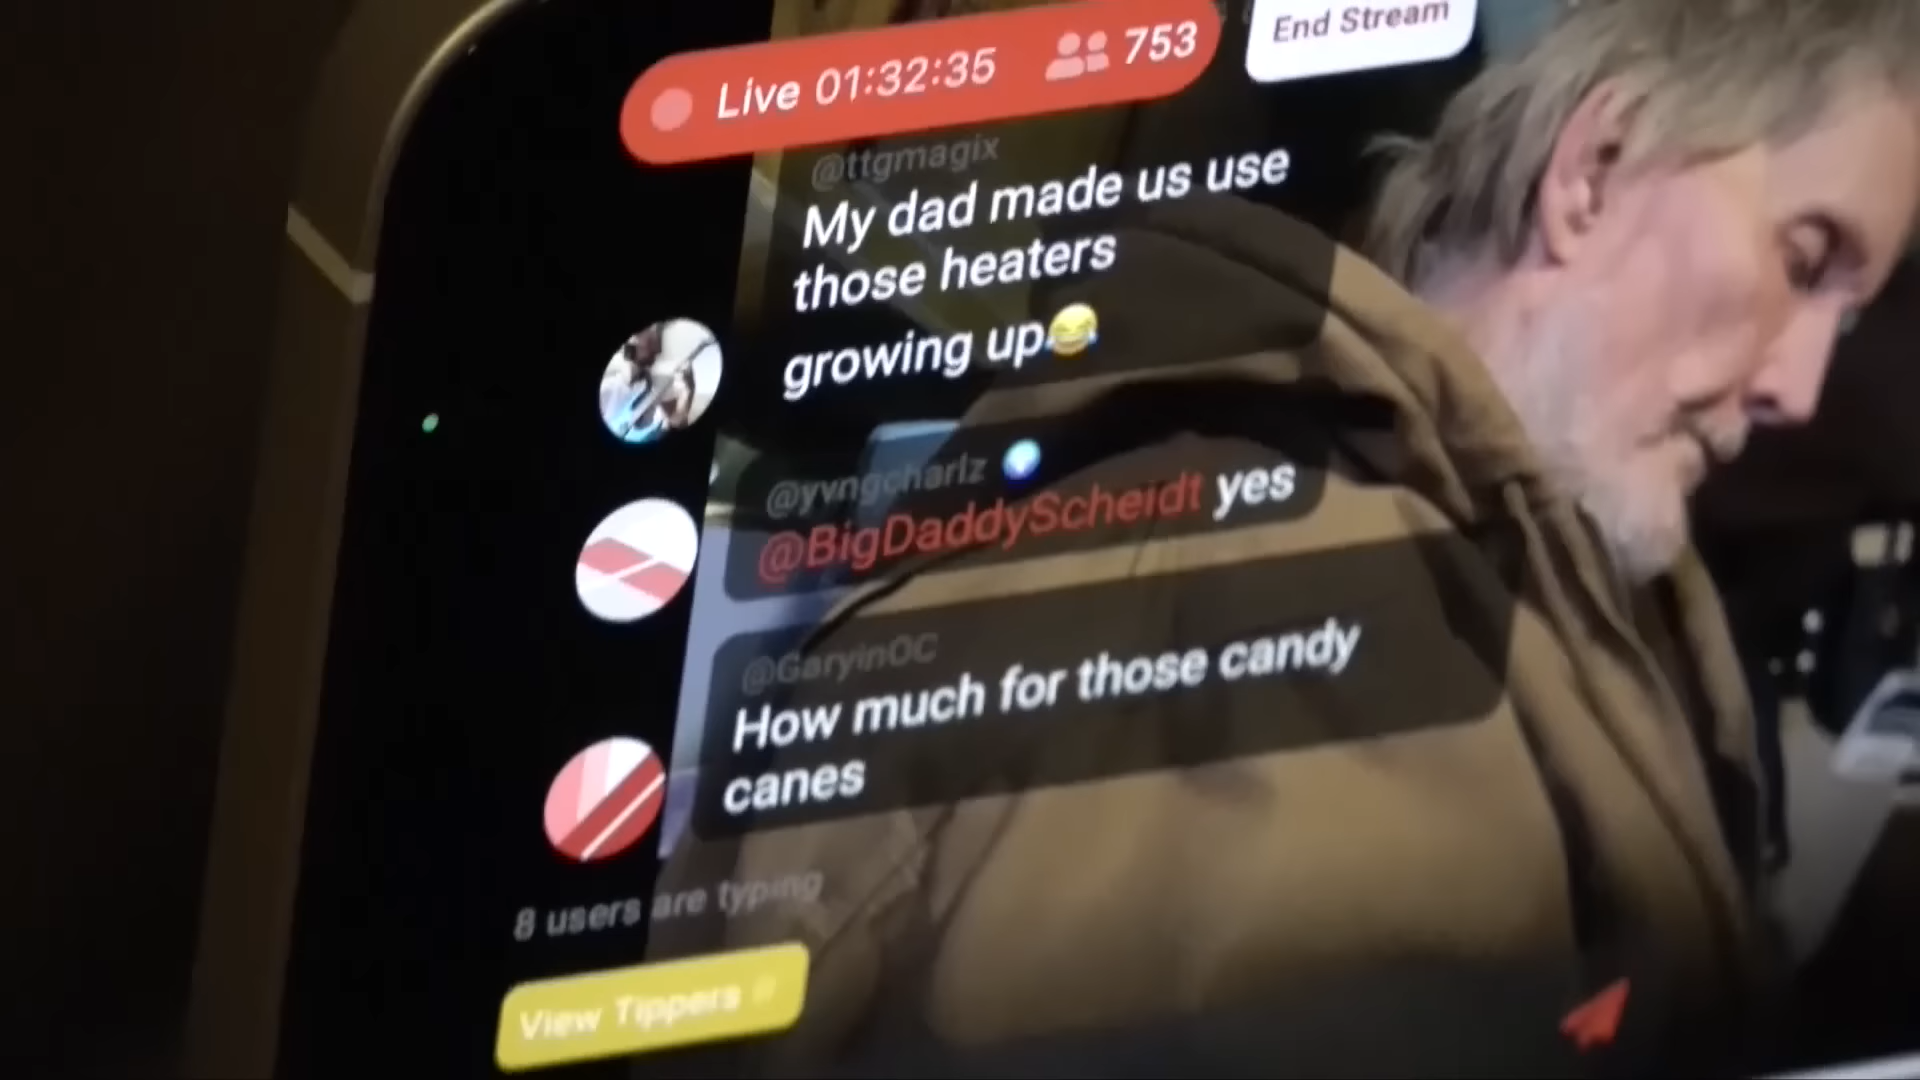 Live 01:32:35 753
End Stream
@ttgmagix
My dad made us use
those heaters
growing up😂
@yvngcharlz
@BigDaddyScheidt yes
@GaryinOC
How much for those candy
canes
8 users are typing
View Tippers